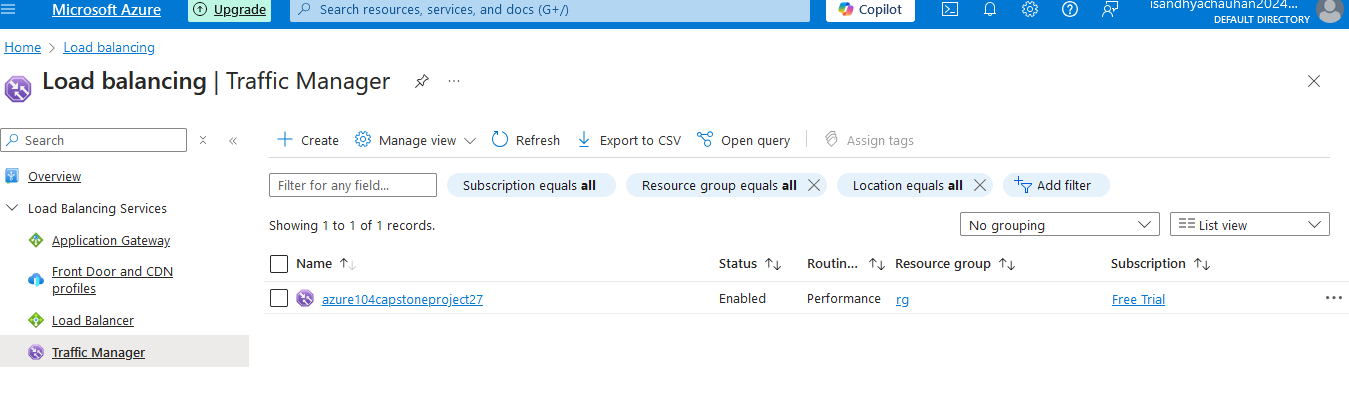 Microsoft Azure
Upgrade
Search resources, services, and docs (G+/)
Copilot
isandhyachauhan2024...
DEFAULT DIRECTORY
Home > Load balancing
Load balancing | Traffic Manager
...
Search
Overview
Load Balancing Services
Application Gateway
Front Door and CDN
profiles
Load Balancer
Traffic Manager
Create Manage view Refresh Export to CSV Open query Assign tags
Filter for any field... Subscription equals all Resource group equals all Location equals all Add filter
Showing 1 to 1 of 1 records. No grouping List view
Name Status Routin... Resource group Subscription
azure104capstoneproject27 Enabled Performance rg Free Trial ...